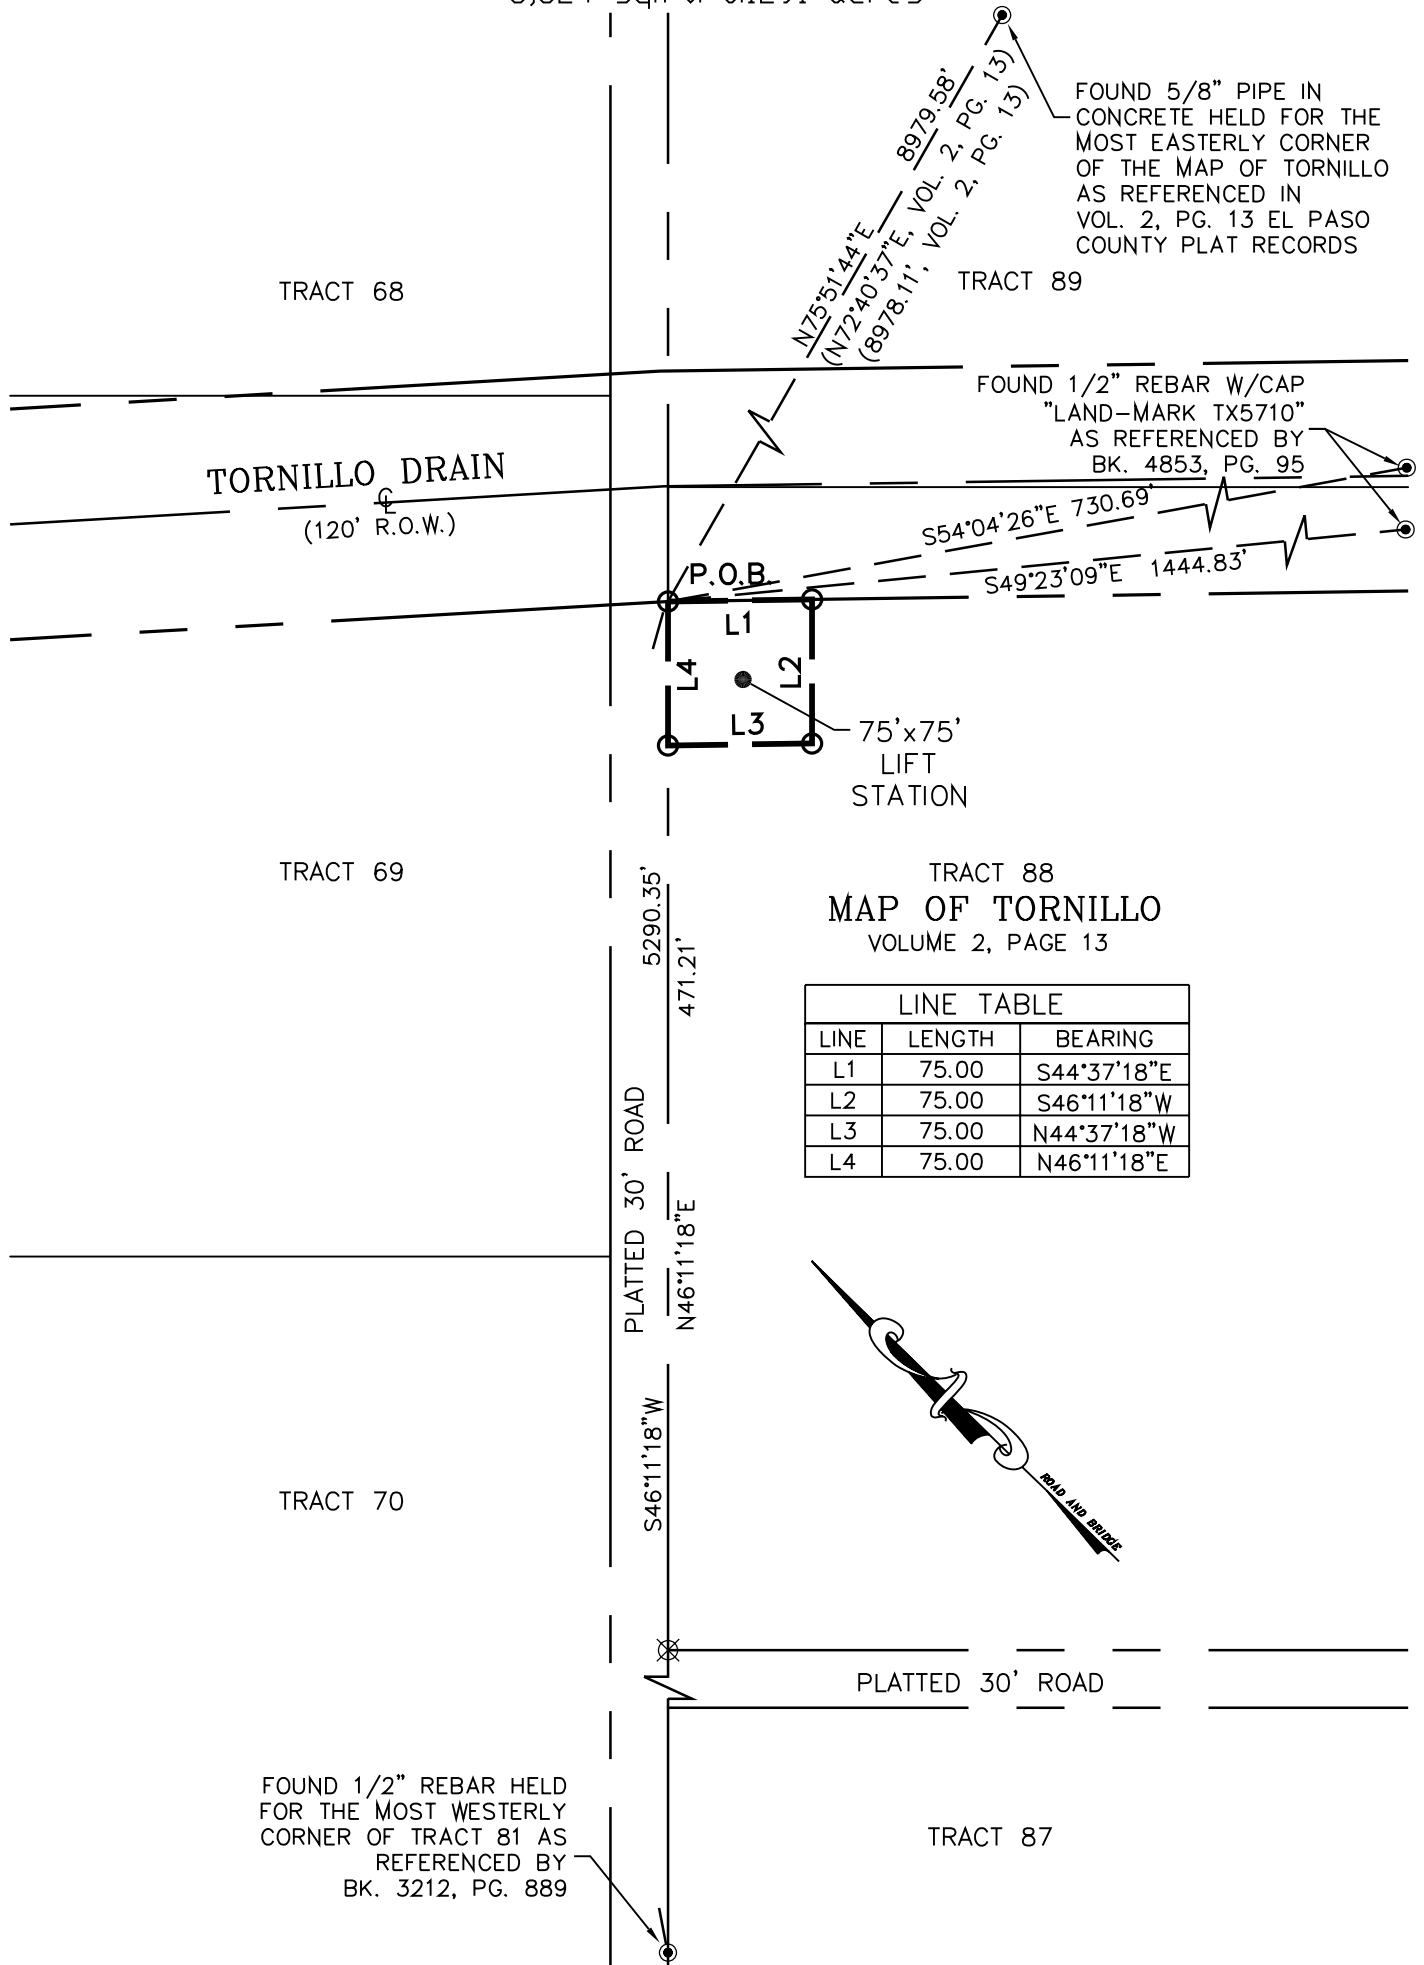 FOUND 5/8" PIPE IN
CONCRETE HELD FOR THE
MOST EASTERLY CORNER
OF THE MAP OF TORNILLO
AS REFERENCED IN
VOL. 2, PG. 13 EL PASO
COUNTY PLAT RECORDS
N75°51'44"E 8979.58'
(N72°40'37"E, VOL. 2, PG. 13)
(8978.11', VOL. 2, PG. 13)
TRACT 68
TRACT 89
FOUND 1/2" REBAR W/CAP
"LAND-MARK TX5710"
AS REFERENCED BY
BK. 4853, PG. 95
TORNILLO DRAIN
℄
(120' R.O.W.)
S54°04'26"E 730.69'
S49°23'09"E 1444.83'
P.O.B.
L1
L4
L2
L3
75'x75'
LIFT
STATION
TRACT 69
TRACT 88
MAP OF TORNILLO
VOLUME 2, PAGE 13
5290.35'
471.21'
LINE TABLE
LINE LENGTH BEARING
L1 75.00 S44°37'18"E
L2 75.00 S46°11'18"W
L3 75.00 N44°37'18"W
L4 75.00 N46°11'18"E
PLATTED 30' ROAD
N46°11'18"E
S46°11'18"W
ROAD AND BRIDGE
TRACT 70
PLATTED 30' ROAD
FOUND 1/2" REBAR HELD
FOR THE MOST WESTERLY
CORNER OF TRACT 81 AS
REFERENCED BY
BK. 3212, PG. 889
TRACT 87